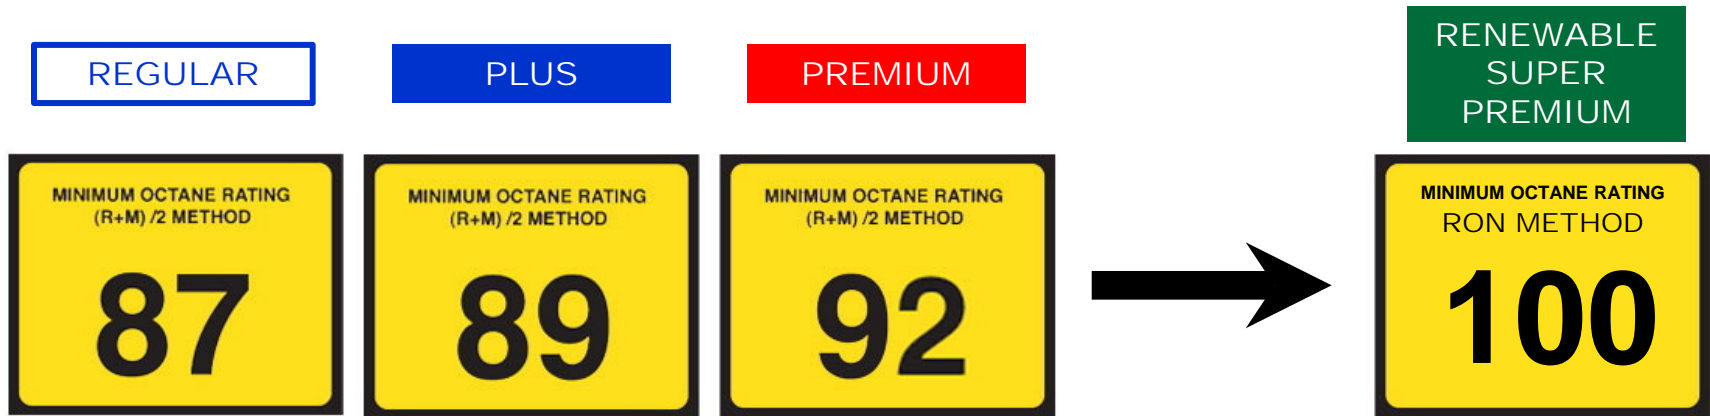 REGULAR
PLUS
PREMIUM
RENEWABLE
SUPER
PREMIUM
MINIMUM OCTANE RATING
(R+M) /2 METHOD
87
MINIMUM OCTANE RATING
(R+M) /2 METHOD
89
MINIMUM OCTANE RATING
(R+M) /2 METHOD
92
MINIMUM OCTANE RATING
RON METHOD
100